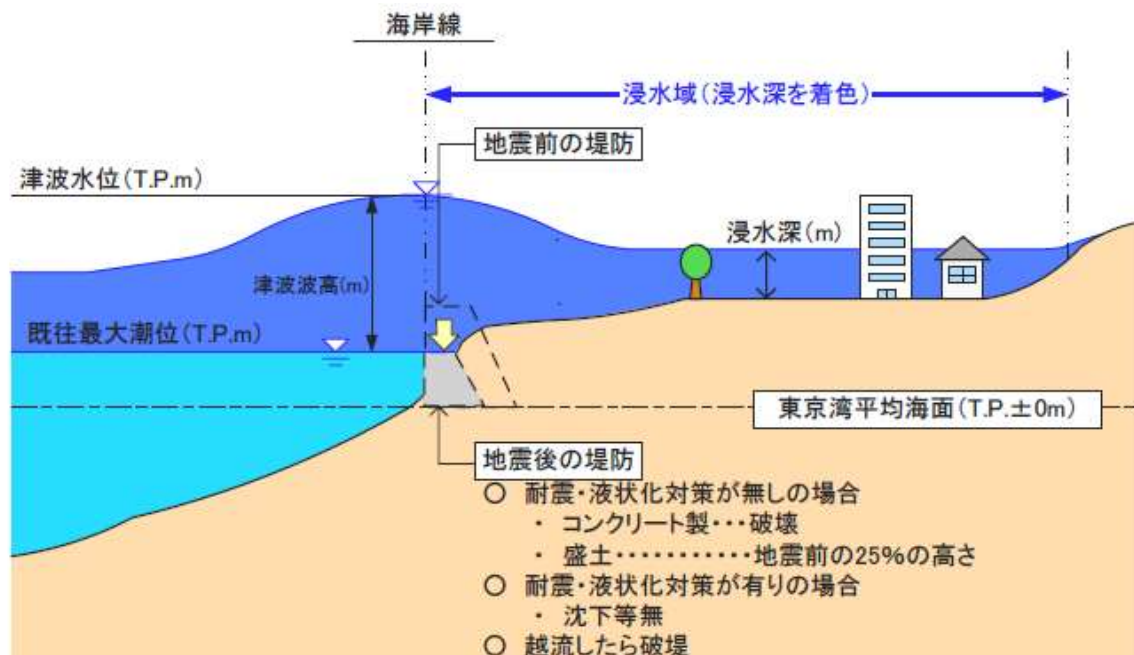 海岸線
浸水域(浸水深を着色)
地震前の堤防
津波水位(T.P.m)
浸水深(m)
津波波高(m)
既往最大潮位(T.P.m)
東京湾平均海面(T.P.±0m)
地震後の堤防
○ 耐震・液状化対策が無しの場合
・ コンクリート製・・・破壊
・ 盛土・・・・・・・・・・・・地震前の25%の高さ
○ 耐震・液状化対策が有りの場合
・ 沈下等無
○ 越流したら破堤